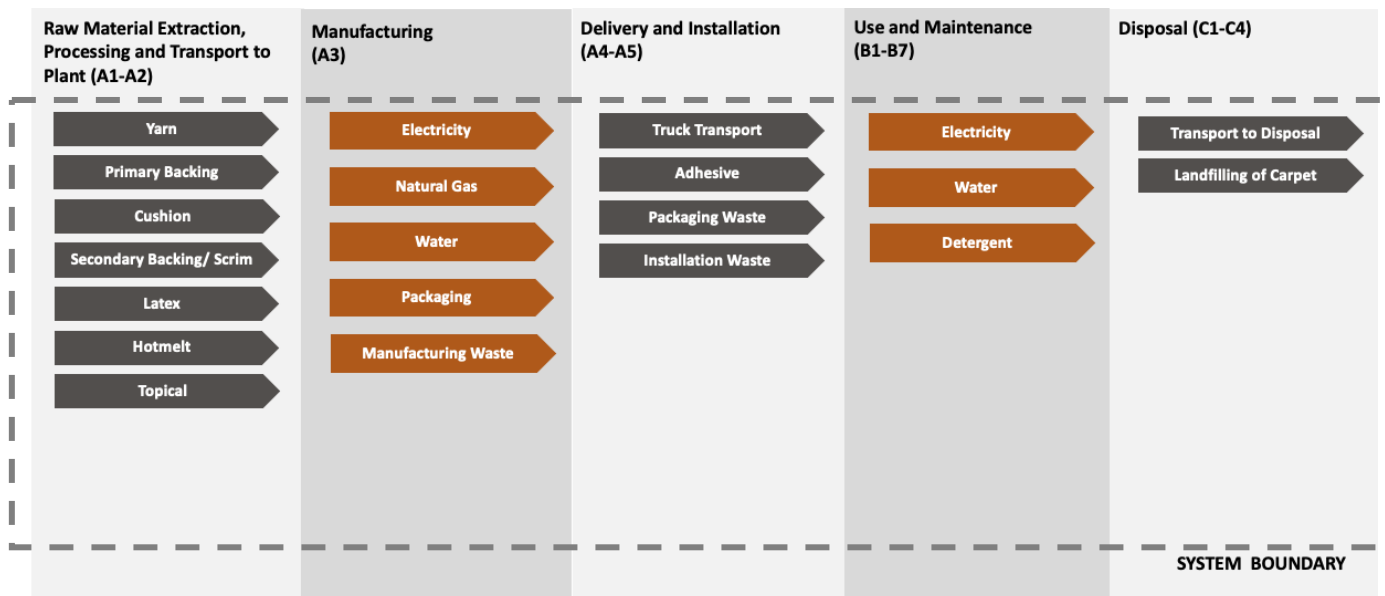 Raw Material Extraction,
Processing and Transport to
Plant (A1-A2)
Yarn
Primary Backing
Cushion
Secondary Backing/ Scrim
Latex
Hotmelt
Topical
Manufacturing
(A3)
Electricity
Natural Gas
Water
Packaging
Manufacturing Waste
Delivery and Installation
(A4-A5)
Truck Transport
Adhesive
Packaging Waste
Installation Waste
Use and Maintenance
(B1-B7)
Electricity
Water
Detergent
Disposal (C1-C4)
Transport to Disposal
Landfilling of Carpet
SYSTEM BOUNDARY